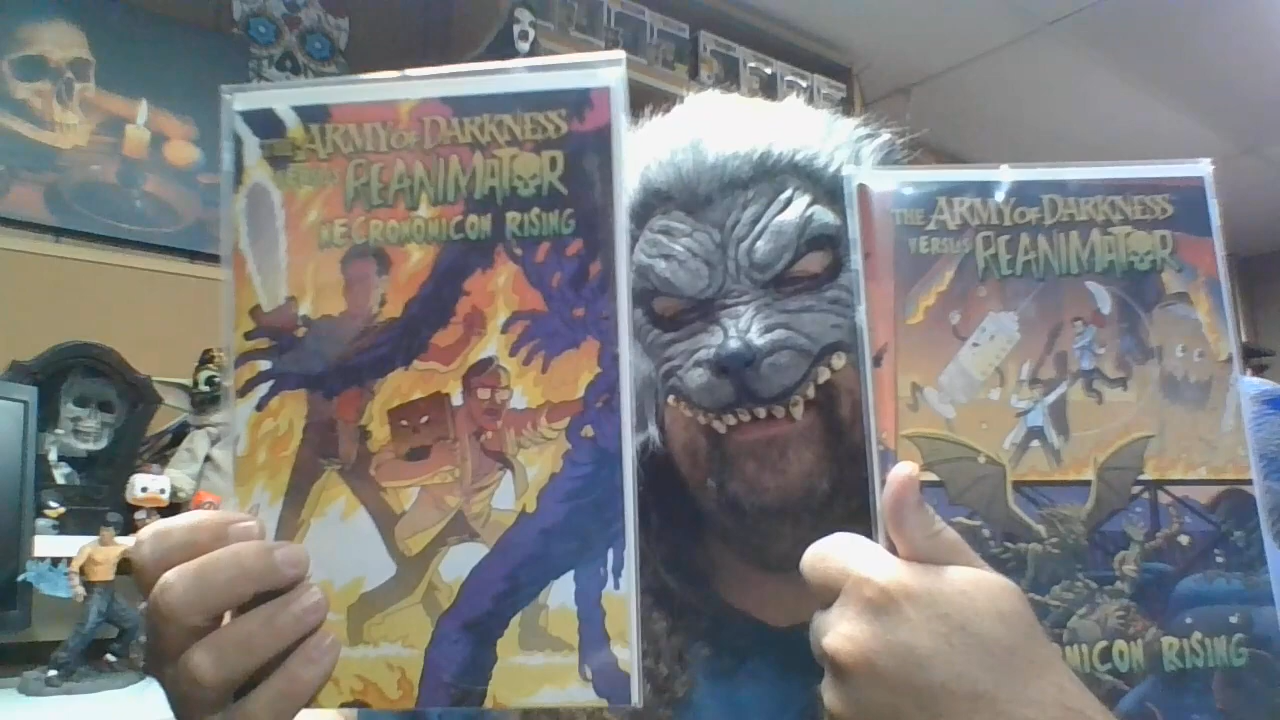 THE ARMY OF DARKNESS
VERSUS REANIMATOR
NECRONOMICON RISING
THE ARMY OF DARKNESS
VERSUS REANIMATOR
NICON RISING